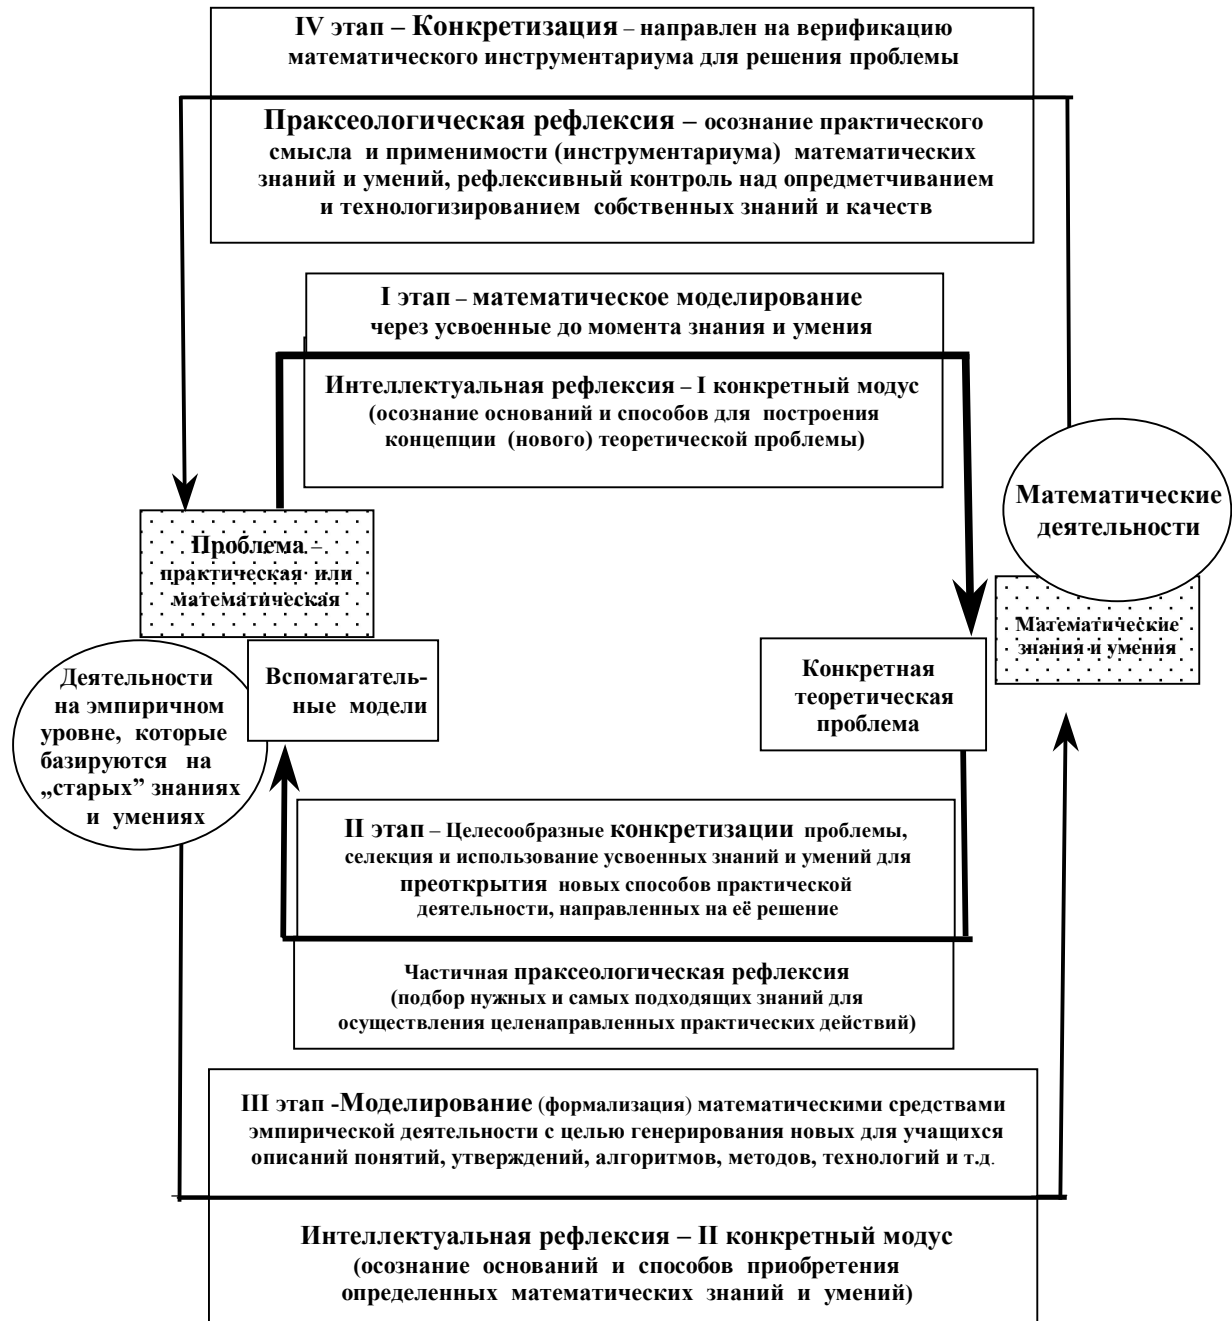 IV этап – Конкретизация – направлен на верификацию
математического инструментариума для решения проблемы
Праксеологическая рефлексия – осознание практического
смысла и применимости (инструментариума) математических
знаний и умений, рефлексивный контроль над опредметчиванием
и технологизированием собственных знаний и качеств
I этап – математическое моделирование
через усвоенные до момента знания и умения
Интеллектуальная рефлексия – I конкретный модус
(осознание оснований и способов для построения
концепции (нового) теоретической проблемы)
Математические
деятельности
Проблема –
практическая или
математическая
Математические
знания и умения
Деятельности
на эмпиричном
уровне, которые
базируются на
„старых” знаниях
и умениях
Вспомагатель-
ные модели
Конкретная
теоретическая
проблема
II этап – Целесообразные конкретизации проблемы,
селекция и использование усвоенных знаний и умений для
преоткрытия новых способов практической
деятельности, направленных на её решение
Частичная праксеологическая рефлексия
(подбор нужных и самых подходящих знаний для
осуществления целенаправленных практических действий)
III этап -Моделирование (формализация) математическими средствами
эмпирической деятельности с целью генерирования новых для учащихся
описаний понятий, утверждений, алгоритмов, методов, технологий и т.д.
Интеллектуальная рефлексия – II конкретный модус
(осознание оснований и способов приобретения
определенных математических знаний и умений)